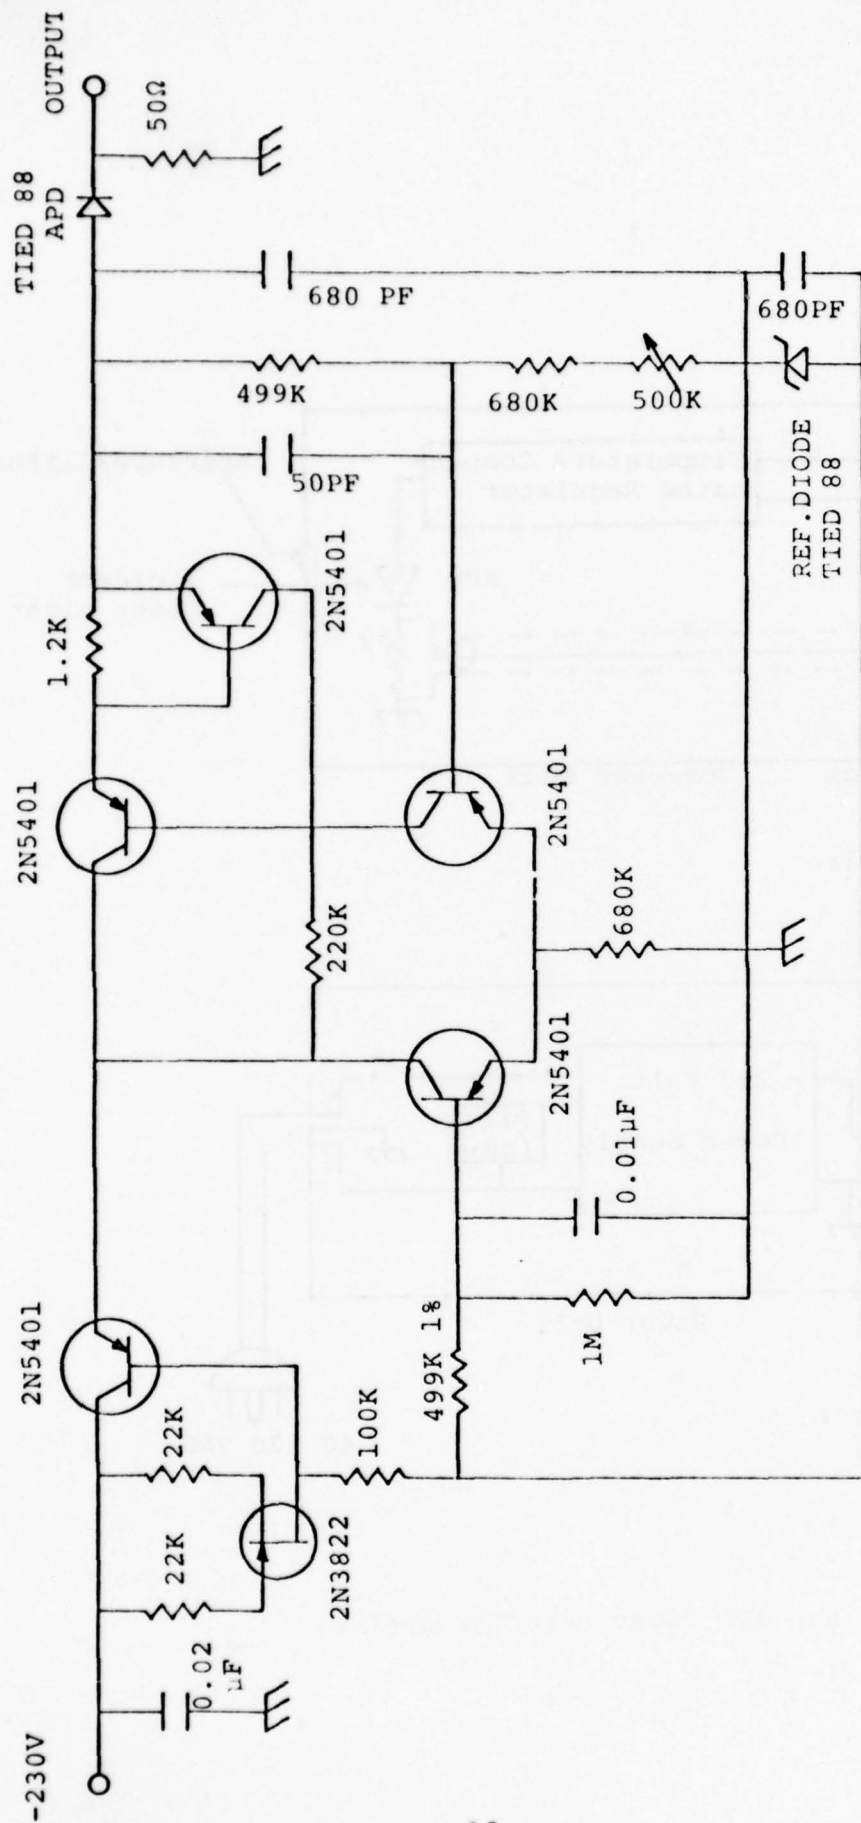 -230V
0.02
µF
22K
22K
2N3822
2N5401
100K
499K 1%
1M
0.01µF
2N5401
220K
680K
2N5401
2N5401
1.2K
2N5401
50PF
499K
680K
500K
REF.DIODE
TIED 88
680 PF
680PF
TIED 88
APD
50Ω
OUTPUT